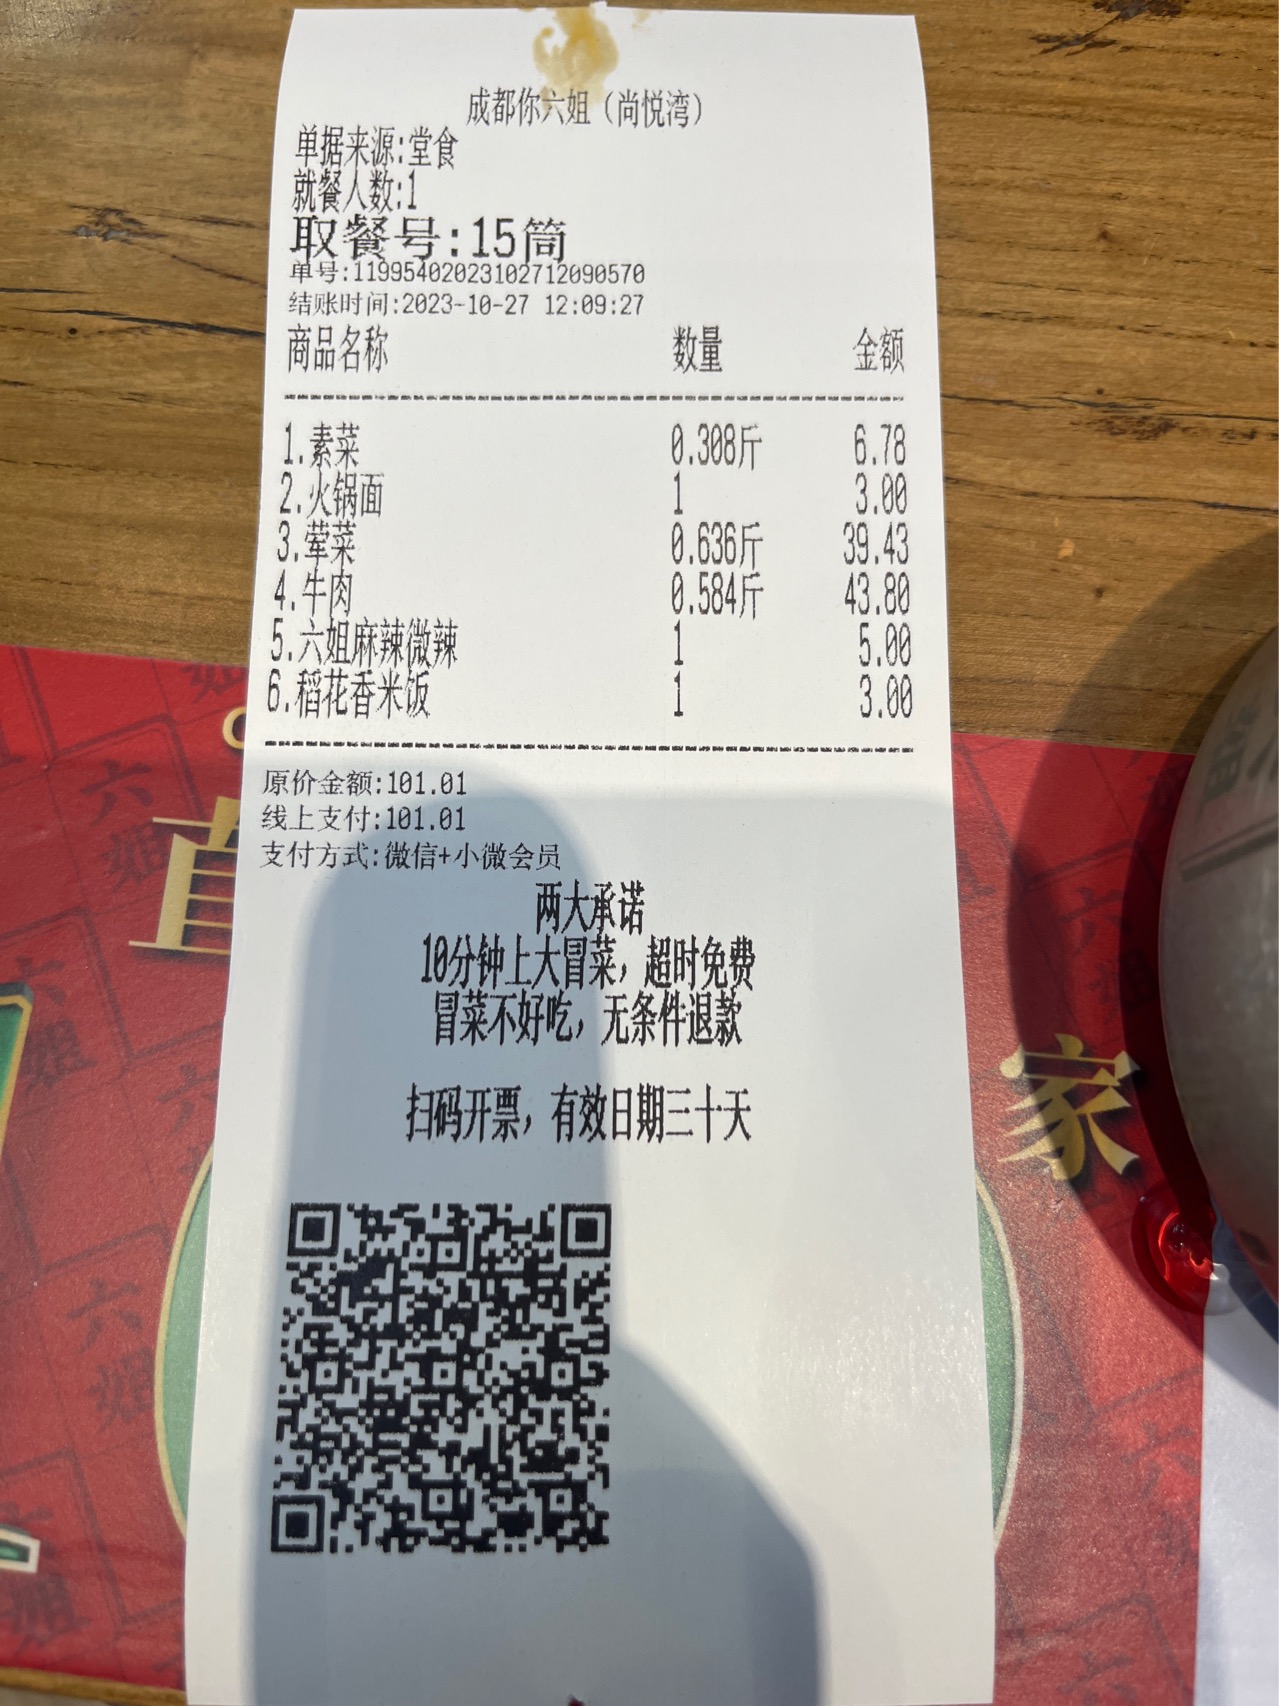 成都你六姐（尚悦湾）
单据来源:堂食
就餐人数:1
取餐号:15筒
单号:11995402023102712090570
结账时间:2023-10-27 12:09:27
商品名称 数量 金额
1.素菜 0.308斤 6.78
2.火锅面 1 3.00
3.荤菜 0.636斤 39.43
4.牛肉 0.584斤 43.80
5.六姐麻辣微辣 1 5.00
6.稻花香米饭 1 3.00
原价金额:101.01
线上支付:101.01
支付方式:微信+小微会员
两大承诺
10分钟上大冒菜，超时免费
冒菜不好吃，无条件退款
扫码开票，有效日期三十天
直
家
六姐
六姐
六姐